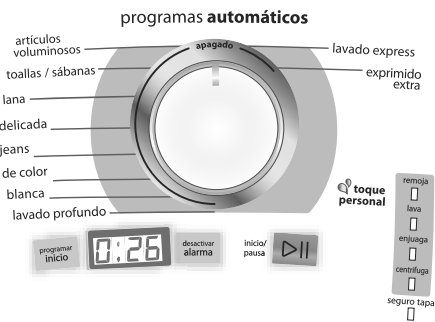 programas automáticos
artículos
voluminosos
toallas / sábanas
lana
delicada
jeans
de color
blanca
lavado profundo
apagado
lavado express
exprimido
extra
toque
personal
remoja
lava
enjuaga
centrifuga
seguro tapa
programar
inicio
0:26
desactivar
alarma
inicio/
pausa